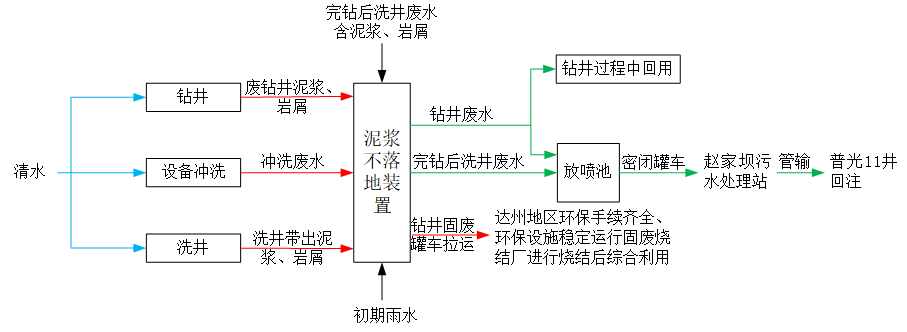 完钻后洗井废水
含泥浆、岩屑
钻井过程中回用
废钻井泥浆、
岩屑
钻井
钻井废水
泥浆
不落
地装
置
清水
设备冲洗
冲洗废水
完钻后洗井废水
放喷池
密闭罐车
赵家坝污
水处理站
管输
普光11井
回注
洗井
洗井带出泥
浆、岩屑
钻井固废
罐车拉运
达州地区环保手续齐全、
环保设施稳定运行固废烧
结厂进行烧结后综合利用
初期雨水